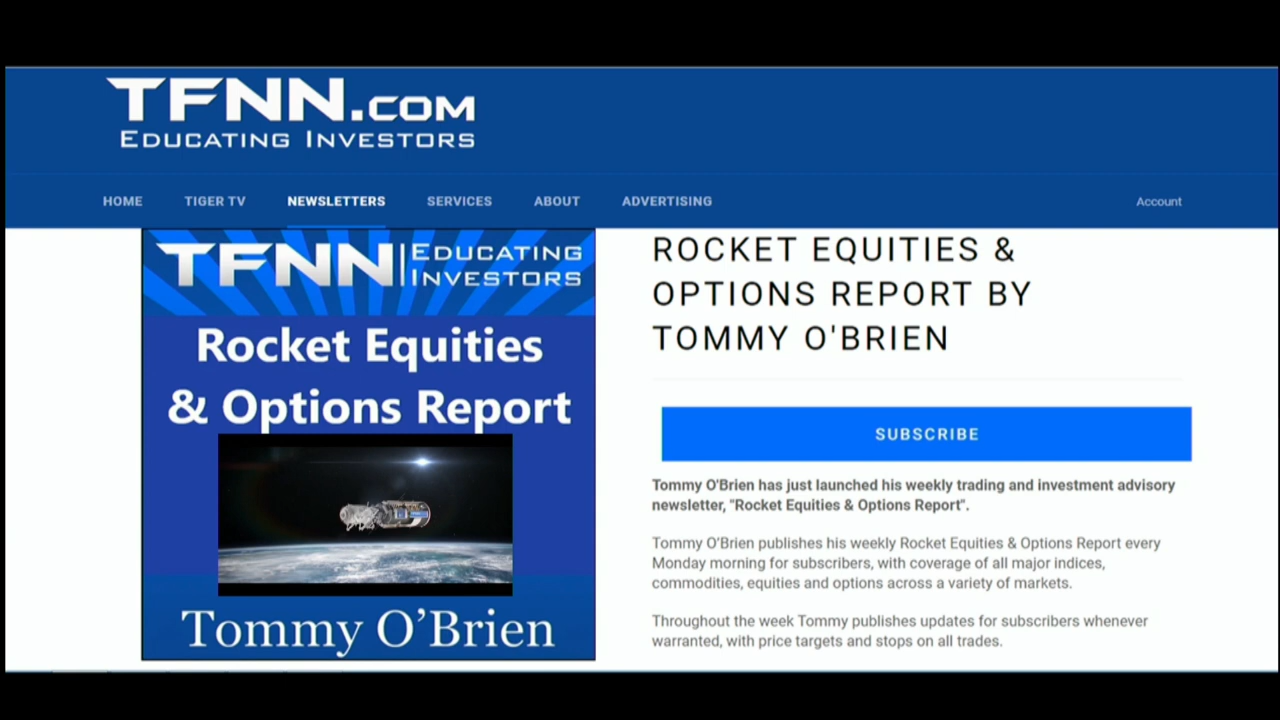 TFNN.COM
EDUCATING INVESTORS
HOME TIGER TV NEWSLETTERS SERVICES ABOUT ADVERTISING Account
TFNN EDUCATING INVESTORS
Rocket Equities
& Options Report
Tommy O’Brien
ROCKET EQUITIES &
OPTIONS REPORT BY
TOMMY O'BRIEN
SUBSCRIBE
Tommy O'Brien has just launched his weekly trading and investment advisory
newsletter, "Rocket Equities & Options Report".
Tommy O’Brien publishes his weekly Rocket Equities & Options Report every
Monday morning for subscribers, with coverage of all major indices,
commodities, equities and options across a variety of markets.
Throughout the week Tommy publishes updates for subscribers whenever
warranted, with price targets and stops on all trades.